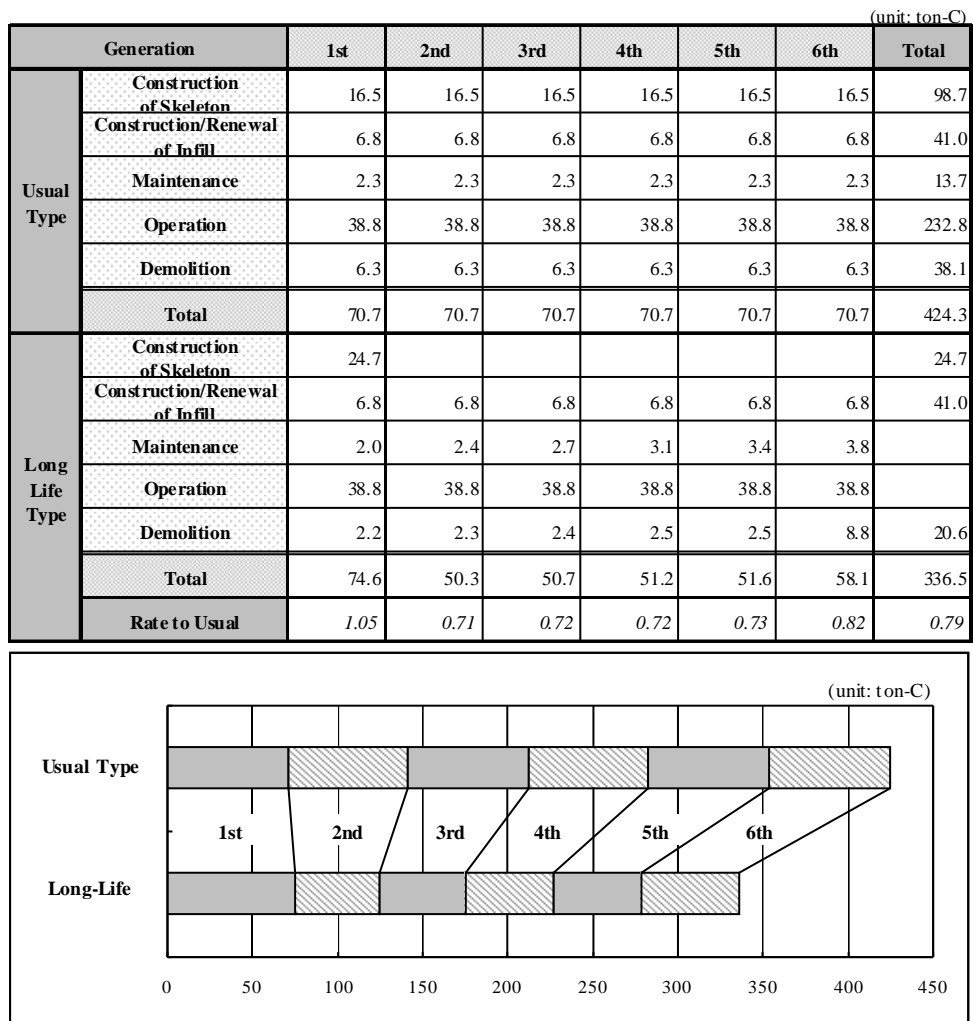 (unit: ton-C)
Generation 1st 2nd 3rd 4th 5th 6th Total
Usual Type
Construction
of Skeleton 16.5 16.5 16.5 16.5 16.5 16.5 98.7
Construction/Renewal
of Infill 6.8 6.8 6.8 6.8 6.8 6.8 41.0
Maintenance 2.3 2.3 2.3 2.3 2.3 2.3 13.7
Operation 38.8 38.8 38.8 38.8 38.8 38.8 232.8
Demolition 6.3 6.3 6.3 6.3 6.3 6.3 38.1
Total 70.7 70.7 70.7 70.7 70.7 70.7 424.3
Long
Life
Type
Construction
of Skeleton 24.7 24.7
Construction/Renewal
of Infill 6.8 6.8 6.8 6.8 6.8 6.8 41.0
Maintenance 2.0 2.4 2.7 3.1 3.4 3.8
Operation 38.8 38.8 38.8 38.8 38.8 38.8
Demolition 2.2 2.3 2.4 2.5 2.5 8.8 20.6
Total 74.6 50.3 50.7 51.2 51.6 58.1 336.5
Rate to Usual 1.05 0.71 0.72 0.72 0.73 0.82 0.79
(unit: ton-C)
Usual Type
1st 2nd 3rd 4th 5th 6th
Long-Life
0 50 100 150 200 250 300 350 400 450